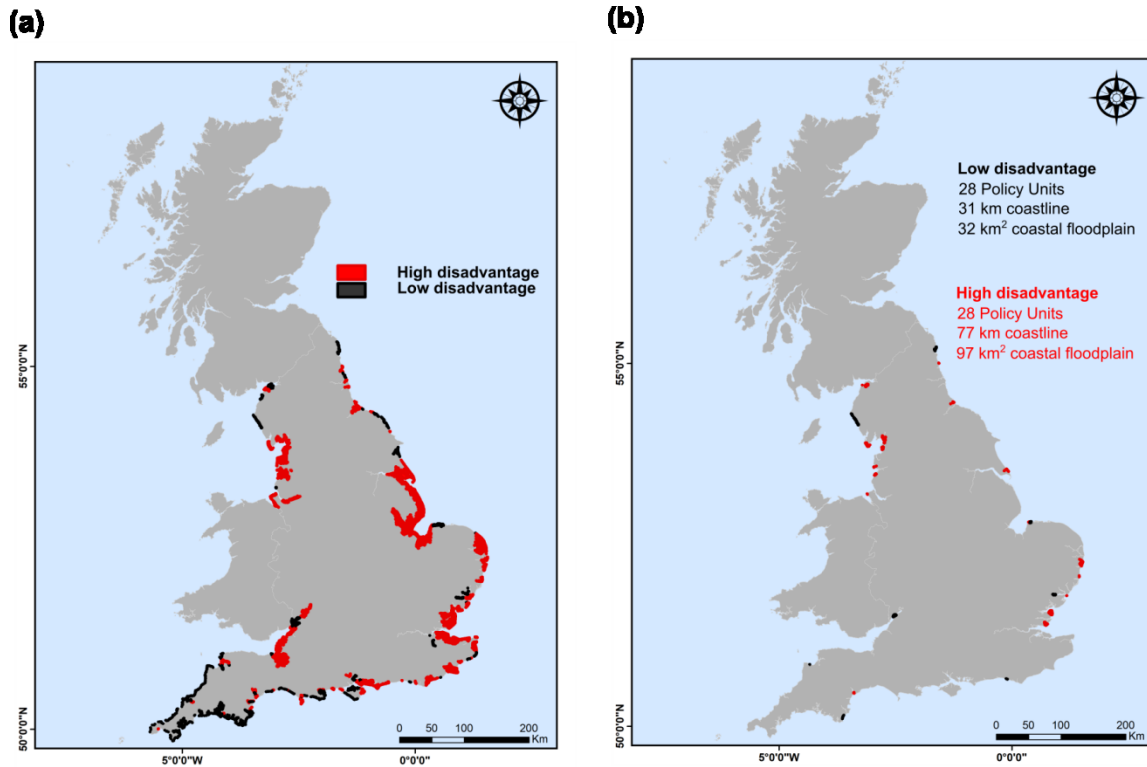 (a)
(b)
High disadvantage
Low disadvantage
Low disadvantage
28 Policy Units
31 km coastline
32 km² coastal floodplain
High disadvantage
28 Policy Units
77 km coastline
97 km² coastal floodplain
55°0'0"N
55°0'0"N
50°0'0"N
50°0'0"N
0 50 100 200
Km
0 50 100 200
Km
5°0'0"W
0°0'0"
5°0'0"W
0°0'0"